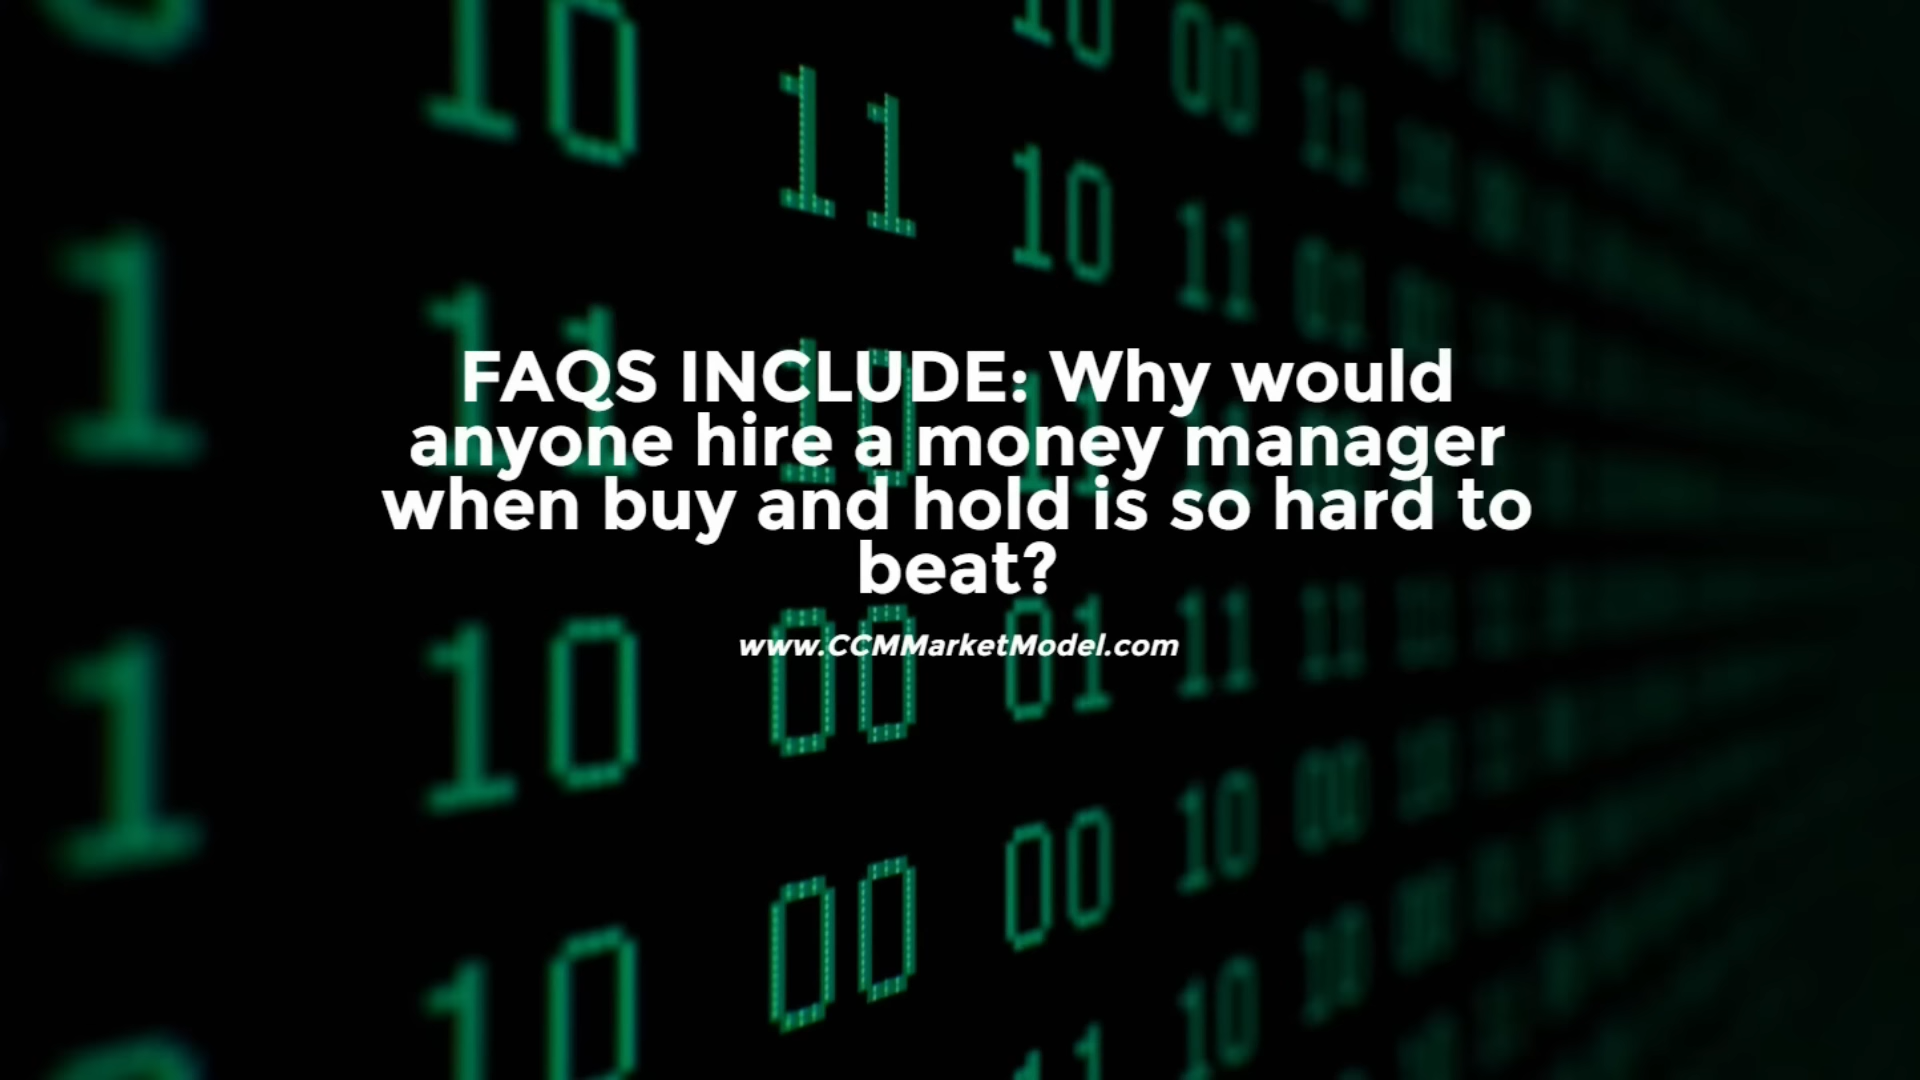 FAQS INCLUDE: Why would
anyone hire a money manager
when buy and hold is so hard to
beat?
www.CCMMarketModel.com